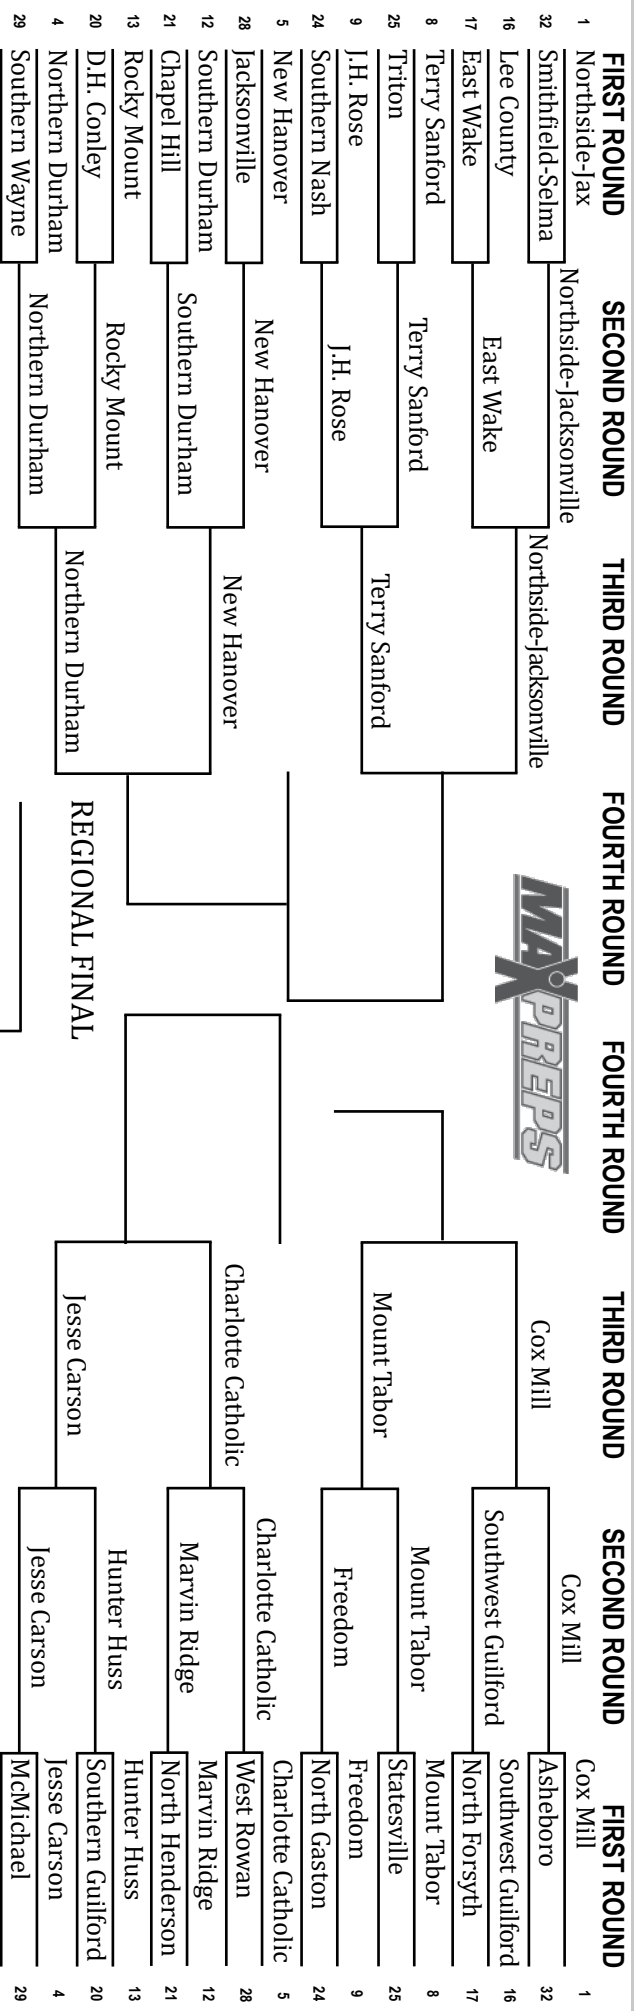 FIRST ROUND SECOND ROUND THIRD ROUND FOURTH ROUND FOURTH ROUND THIRD ROUND SECOND ROUND FIRST ROUND
1 Northside-Jax
Northside-Jacksonville
32 Smithfield-Selma
Northside-Jacksonville
16 Lee County
East Wake
17 East Wake
8 Terry Sanford
Terry Sanford
25 Triton
Terry Sanford
9 J.H. Rose
J.H. Rose
24 Southern Nash
5 New Hanover
New Hanover
28 Jacksonville
New Hanover
12 Southern Durham
Southern Durham
21 Chapel Hill
13 Rocky Mount
Rocky Mount
20 D.H. Conley
Northern Durham
4 Northern Durham
Northern Durham
29 Southern Wayne
MAXPREPS
REGIONAL FINAL
Cox Mill 1
Cox Mill
Asheboro 32
Cox Mill
Southwest Guilford 16
Southwest Guilford
North Forsyth 17
Mount Tabor 8
Mount Tabor
Statesville 25
Mount Tabor
Freedom 9
Freedom
North Gaston 24
Charlotte Catholic 5
Charlotte Catholic
West Rowan 28
Charlotte Catholic
Marvin Ridge 12
Marvin Ridge
North Henderson 21
Hunter Huss 13
Hunter Huss
Southern Guilford 20
Jesse Carson
Jesse Carson 4
Jesse Carson
McMichael 29